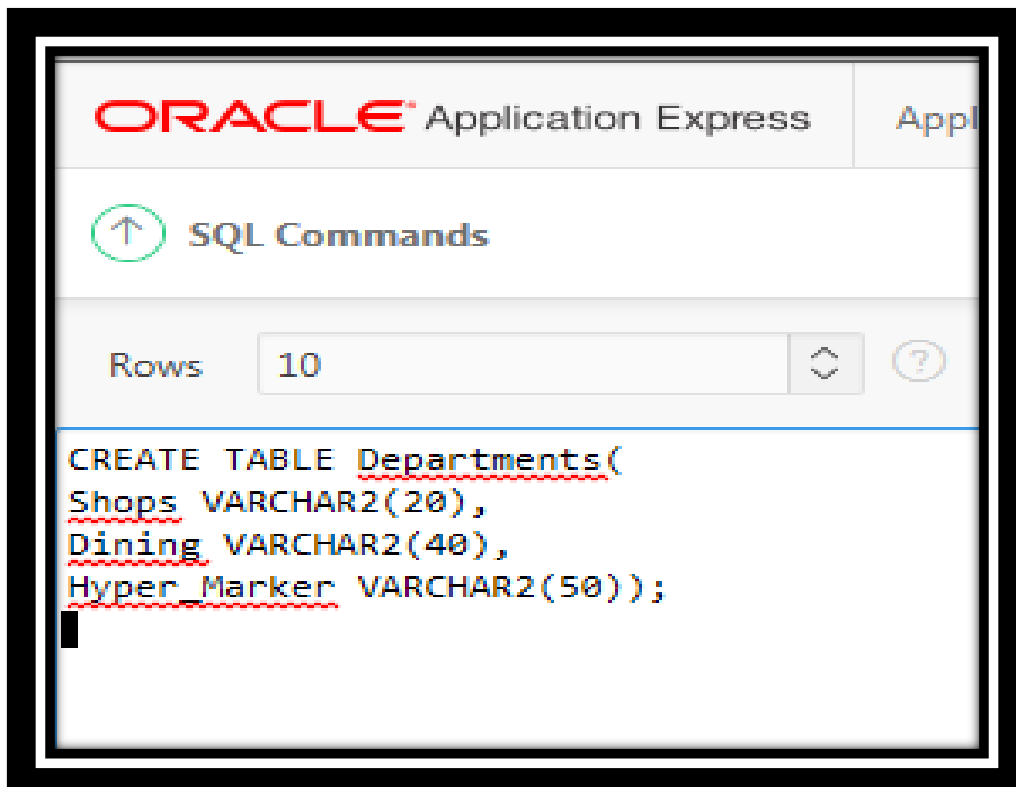 ORACLE Application Express Appl
SQL Commands
Rows 10
CREATE TABLE Departments(
Shops VARCHAR2(20),
Dining VARCHAR2(40),
Hyper_Marker VARCHAR2(50));